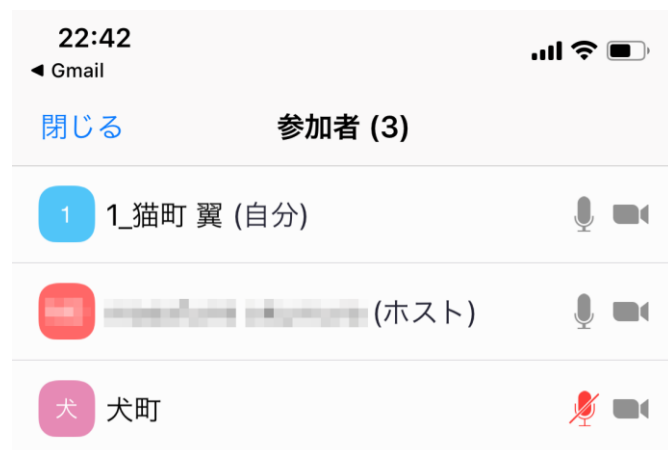 22:42
◀ Gmail
閉じる 参加者 (3)
1 1_猫町 翼 (自分)
(ホスト)
犬 犬町